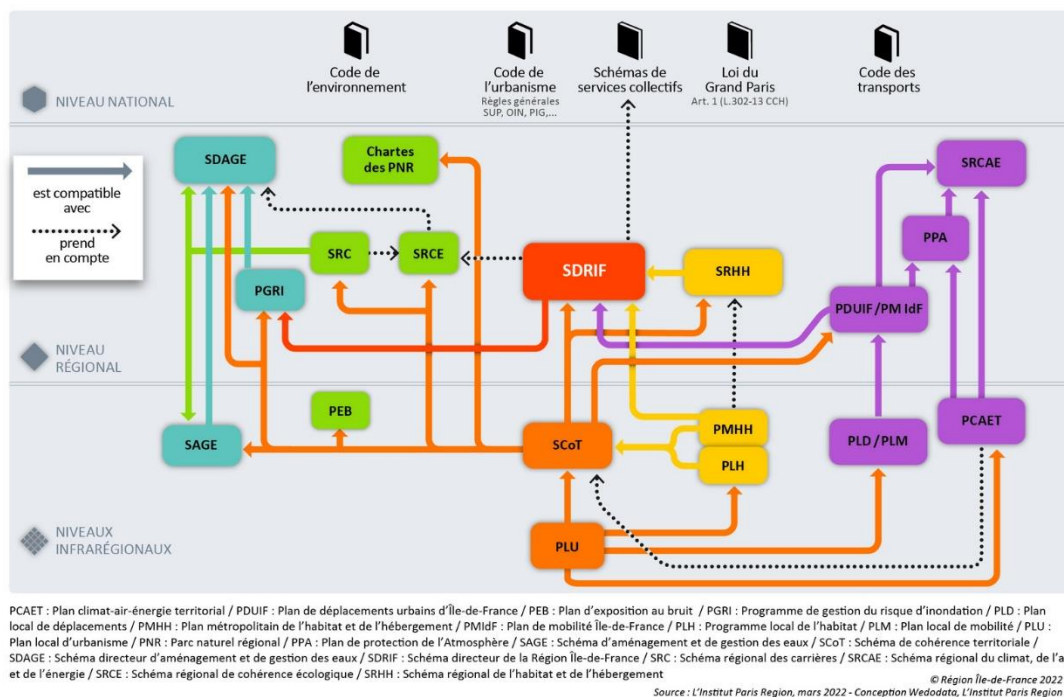 Code de
l'environnement
Code de
l'urbanisme
Règles générales
SUP, OIN, PIG,...
Schémas de
services collectifs
Loi du
Grand Paris
Art. 1 (L.302-13 CCH)
Code des
transports
NIVEAU NATIONAL
SDAGE
Chartes
des PNR
SRCAE
est compatible
avec
prend
en compte
SRC
SRCE
SDRIF
SRHH
PPA
PGRI
PDUIF/PM IdF
NIVEAU
RÉGIONAL
PEB
SAGE
SCoT
PMHH
PLH
PLD / PLM
PCAET
PLU
NIVEAUX
INFRARÉGIONAUX
PCAET : Plan climat-air-énergie territorial / PDUIF : Plan de déplacements urbains d'Île-de-France / PEB : Plan d'exposition au bruit / PGRI : Programme de gestion du risque d'inondation / PLD : Plan
local de déplacements / PMHH : Plan métropolitain de l'habitat et de l'hébergement / PMIdF : Plan de mobilité Île-de-France / PLH : Programme local de l'habitat / PLM : Plan local de mobilité / PLU :
Plan local d'urbanisme / PNR : Parc naturel régional / PPA : Plan de protection de l'Atmosphère / SAGE : Schéma d'aménagement et de gestion des eaux / SCoT : Schéma de cohérence territoriale /
SDAGE : Schéma directeur d'aménagement et de gestion des eaux / SDRIF : Schéma directeur de la Région Île-de-France / SRC : Schéma régional des carrières / SRCAE : Schéma régional du climat, de l'a
et de l'énergie / SRCE : Schéma régional de cohérence écologique / SRHH : Schéma régional de l'habitat et de l'hébergement
© Région Île-de-France 2022
Source : L'Institut Paris Region, mars 2022 - Conception Wedodata, L'Institut Paris Region